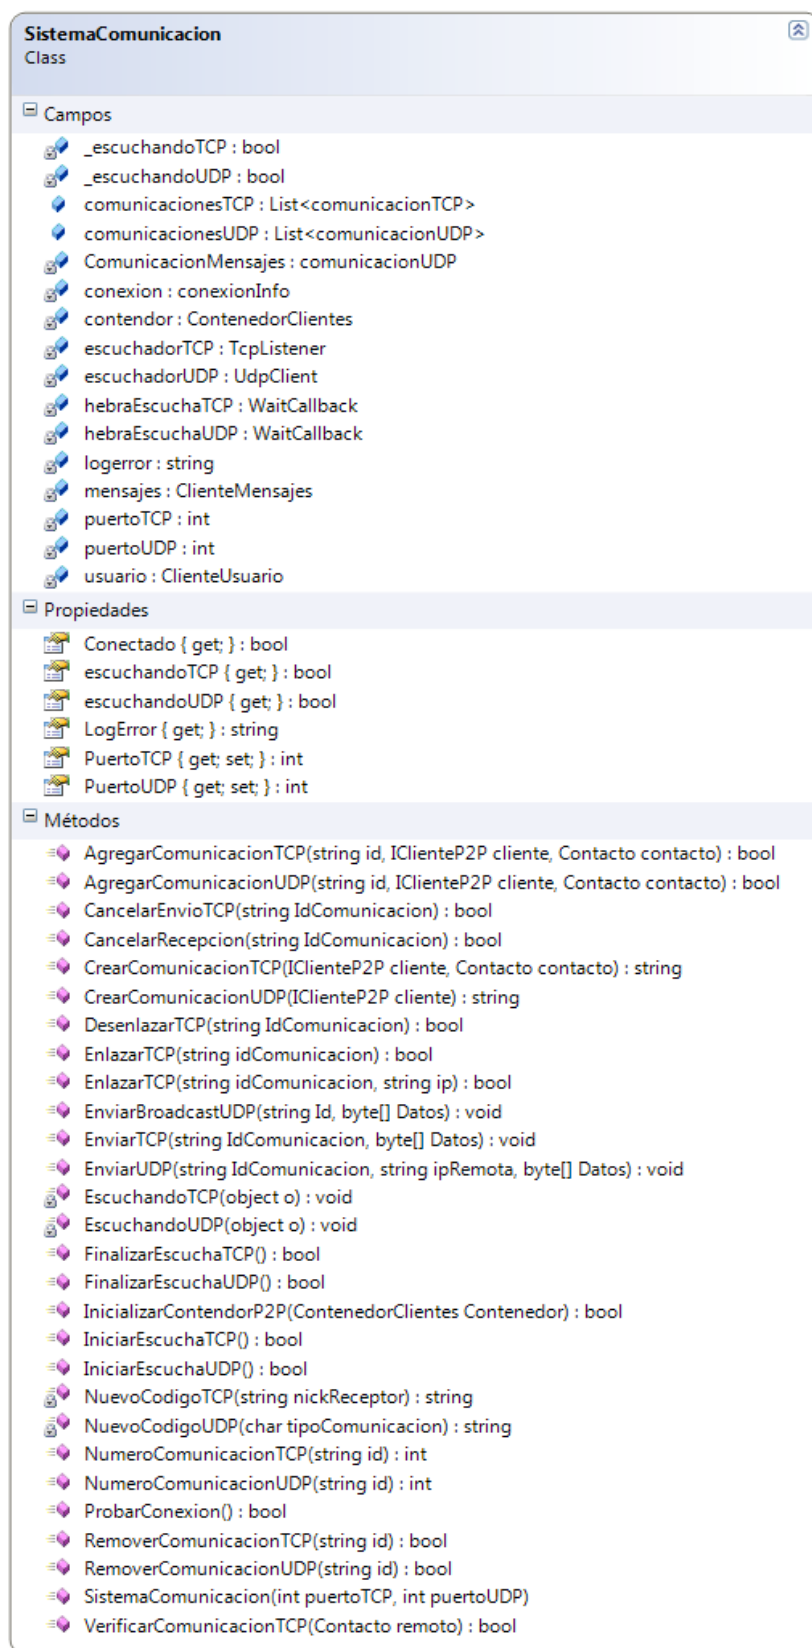 SistemaComunicacion
Class
Campos
_escuchandoTCP : bool
_escuchandoUDP : bool
comunicacionesTCP : List<comunicacionTCP>
comunicacionesUDP : List<comunicacionUDP>
ComunicacionMensajes : comunicacionUDP
conexion : conexionInfo
contendor : ContenedorClientes
escuchadorTCP : TcpListener
escuchadorUDP : UdpClient
hebraEscuchaTCP : WaitCallback
hebraEscuchaUDP : WaitCallback
logerror : string
mensajes : ClienteMensajes
puertoTCP : int
puertoUDP : int
usuario : ClienteUsuario
Propiedades
Conectado { get; } : bool
escuchandoTCP { get; } : bool
escuchandoUDP { get; } : bool
LogError { get; } : string
PuertoTCP { get; set; } : int
PuertoUDP { get; set; } : int
Métodos
AgregarComunicacionTCP(string id, IClienteP2P cliente, Contacto contacto) : bool
AgregarComunicacionUDP(string id, IClienteP2P cliente, Contacto contacto) : bool
CancelarEnvioTCP(string IdComunicacion) : bool
CancelarRecepcion(string IdComunicacion) : bool
CrearComunicacionTCP(IClienteP2P cliente, Contacto contacto) : string
CrearComunicacionUDP(IClienteP2P cliente) : string
DesenlazarTCP(string IdComunicacion) : bool
EnlazarTCP(string idComunicacion) : bool
EnlazarTCP(string idComunicacion, string ip) : bool
EnviarBroadcastUDP(string Id, byte[] Datos) : void
EnviarTCP(string IdComunicacion, byte[] Datos) : void
EnviarUDP(string IdComunicacion, string ipRemota, byte[] Datos) : void
EscuchandoTCP(object o) : void
EscuchandoUDP(object o) : void
FinalizarEscuchaTCP() : bool
FinalizarEscuchaUDP() : bool
InicializarContendorP2P(ContenedorClientes Contenedor) : bool
IniciarEscuchaTCP() : bool
IniciarEscuchaUDP() : bool
NuevoCodigoTCP(string nickReceptor) : string
NuevoCodigoUDP(char tipoComunicacion) : string
NumeroComunicacionTCP(string id) : int
NumeroComunicacionUDP(string id) : int
ProbarConexion() : bool
RemoverComunicacionTCP(string id) : bool
RemoverComunicacionUDP(string id) : bool
SistemaComunicacion(int puertoTCP, int puertoUDP)
VerificarComunicacionTCP(Contacto remoto) : bool